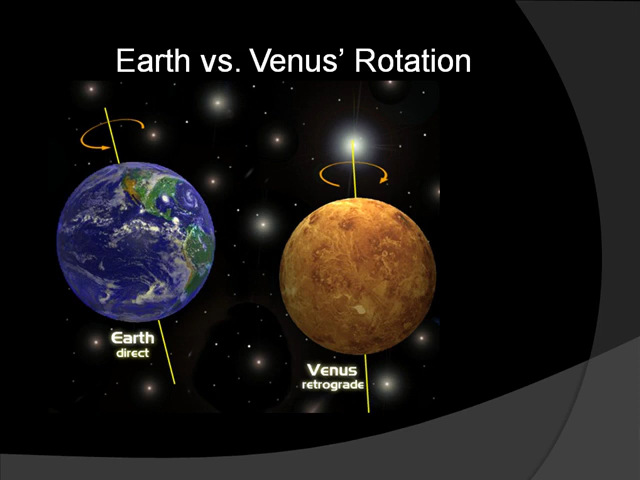 Earth vs. Venus’ Rotation
Earth
direct
Venus
retrograde